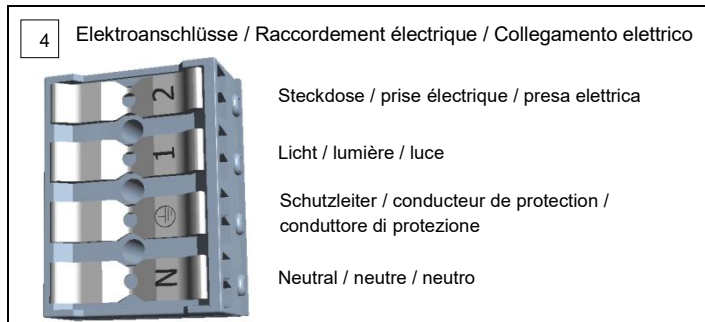 4 Elektroanschlüsse / Raccordement électrique / Collegamento elettrico
2 Steckdose / prise électrique / presa elettrica
1 Licht / lumière / luce
Schutzleiter / conducteur de protection /
conduttore di protezione
N Neutral / neutre / neutro